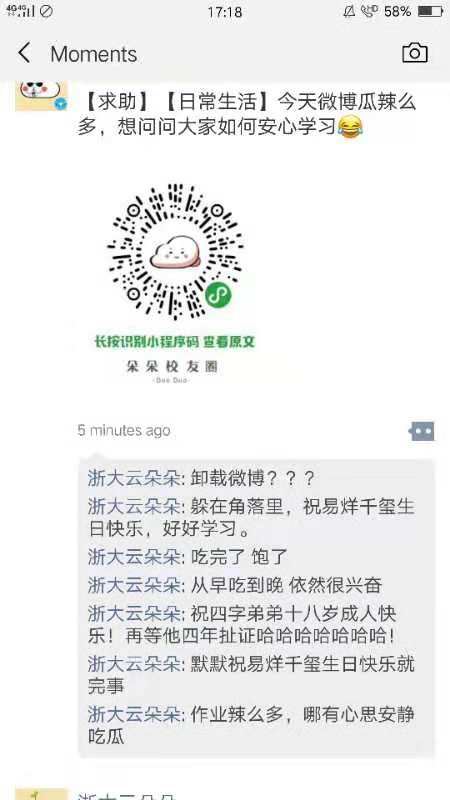 4G 4G
17:18
58%
Moments
【求助】【日常生活】今天微博瓜辣么
多，想问问大家如何安心学习😂
长按识别小程序码 查看原文
朵朵校友圈
-Doo Duo-
5 minutes ago
浙大云朵朵: 卸载微博？？？
浙大云朵朵: 躲在角落里，祝易烊千玺生
日快乐，好好学习。
浙大云朵朵: 吃完了 饱了
浙大云朵朵: 从早吃到晚 依然很兴奋
浙大云朵朵: 祝四字弟弟十八岁成人快
乐！再等他四年扯证哈哈哈哈哈哈哈！
浙大云朵朵: 默默祝易烊千玺生日快乐就
完事
浙大云朵朵: 作业辣么多，哪有心思安静
吃瓜
浙大云朵朵